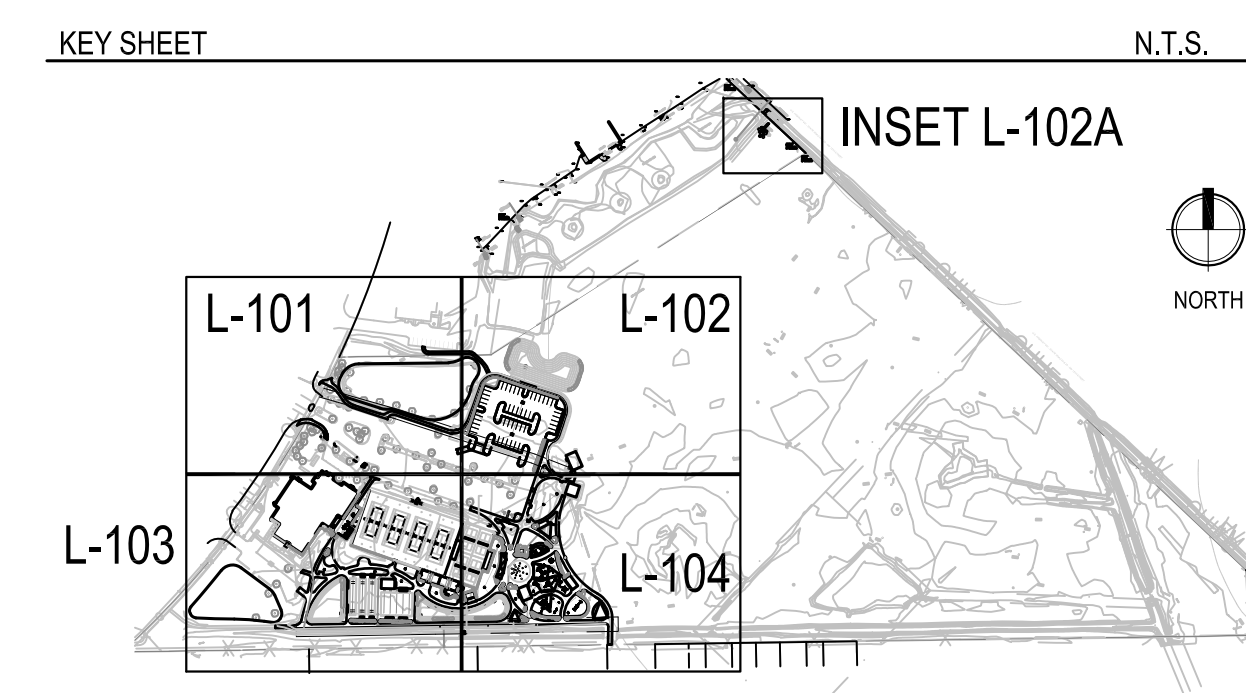 KEY SHEET
N.T.S.
INSET L-102A
NORTH
L-101
L-102
L-103
L-104